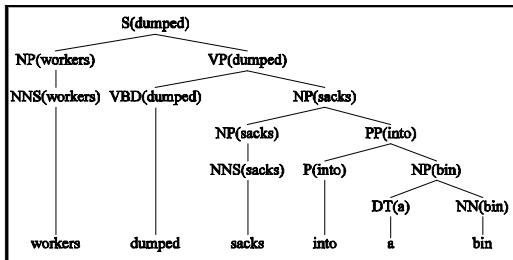 S(dumped)
NP(workers) VP(dumped)
NNS(workers) VBD(dumped) NP(sacks)
NP(sacks) PP(into)
NNS(sacks) P(into) NP(bin)
DT(a) NN(bin)
workers dumped sacks into a bin